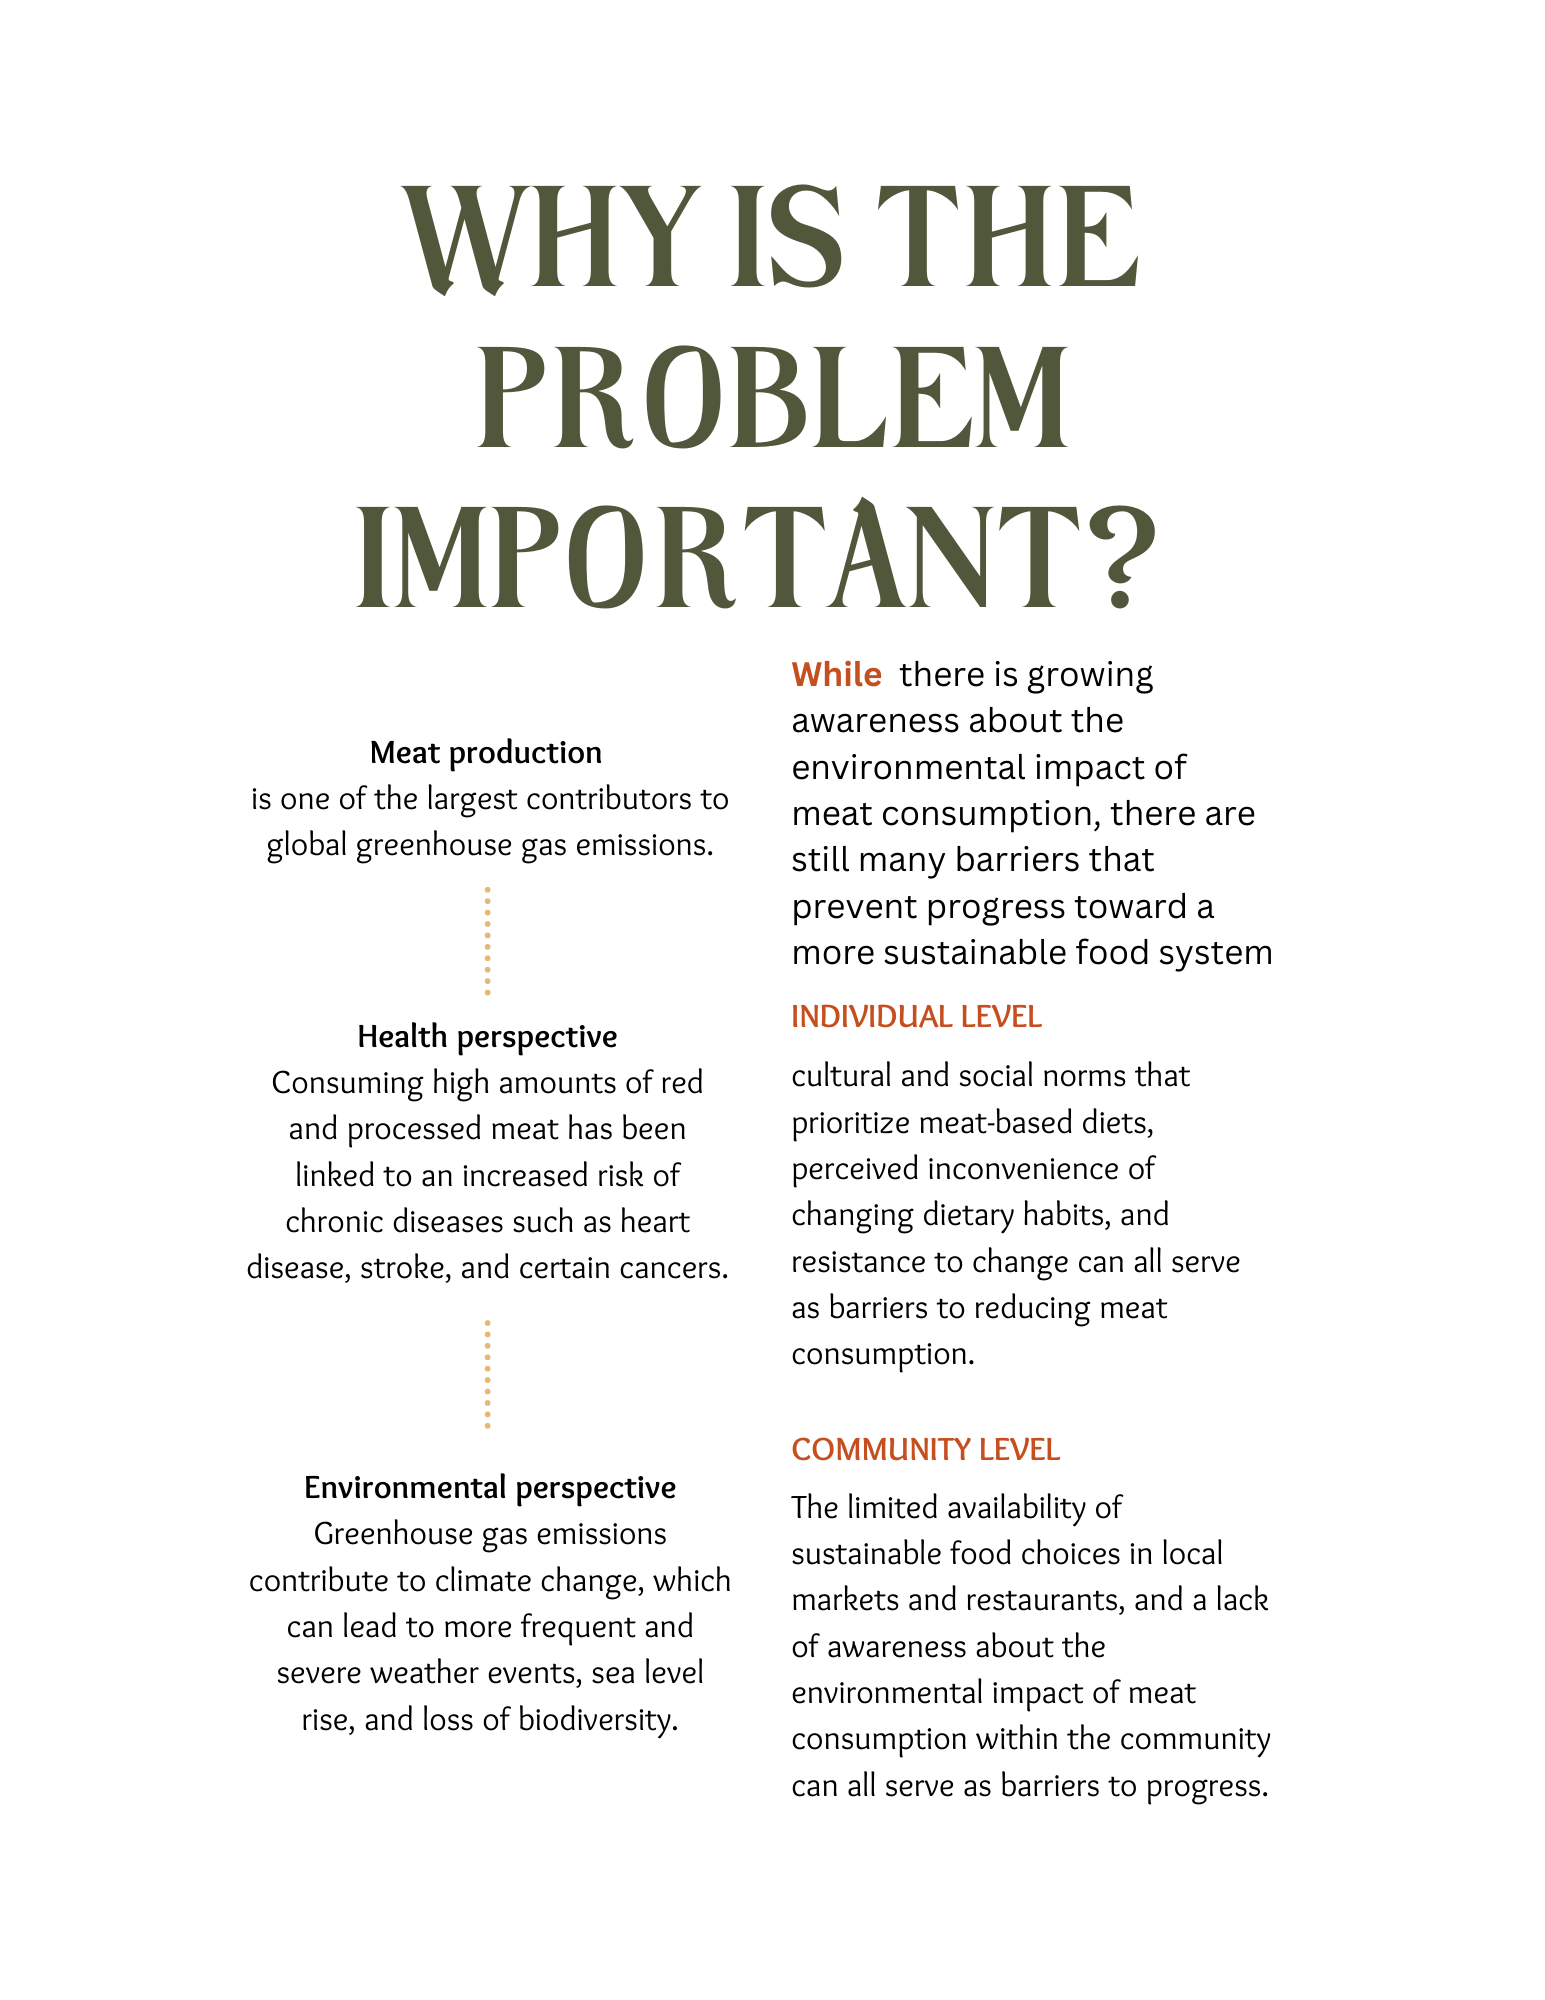 WHY IS THE
PROBLEM
IMPORTANT?
Meat production
is one of the largest contributors to
global greenhouse gas emissions.
Health perspective
Consuming high amounts of red
and processed meat has been
linked to an increased risk of
chronic diseases such as heart
disease, stroke, and certain cancers.
Environmental perspective
Greenhouse gas emissions
contribute to climate change, which
can lead to more frequent and
severe weather events, sea level
rise, and loss of biodiversity.
While there is growing
awareness about the
environmental impact of
meat consumption, there are
still many barriers that
prevent progress toward a
more sustainable food system
INDIVIDUAL LEVEL
cultural and social norms that
prioritize meat-based diets,
perceived inconvenience of
changing dietary habits, and
resistance to change can all serve
as barriers to reducing meat
consumption.
COMMUNITY LEVEL
The limited availability of
sustainable food choices in local
markets and restaurants, and a lack
of awareness about the
environmental impact of meat
consumption within the community
can all serve as barriers to progress.